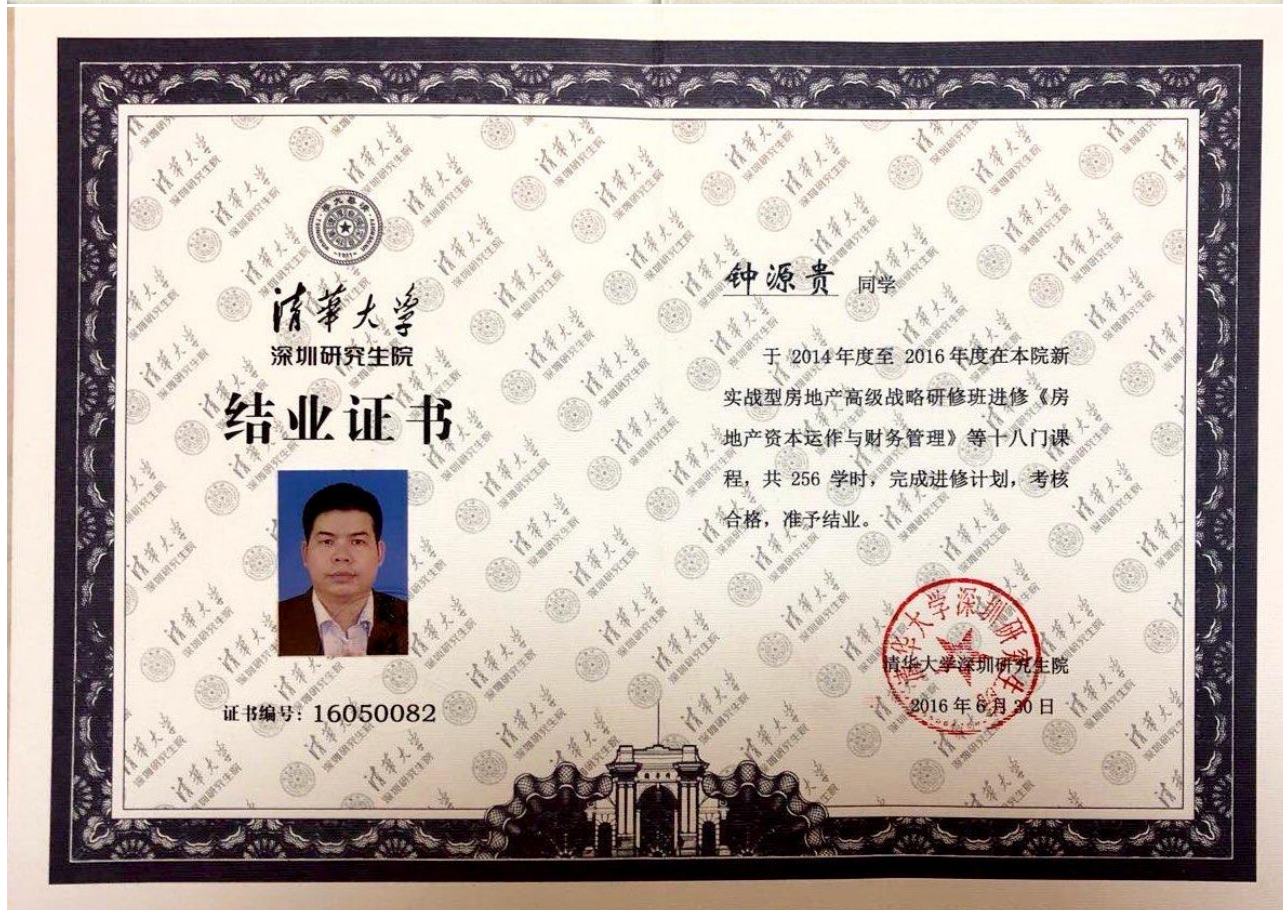 清華大学
深圳研究生院
结业证书
证书编号：16050082
钟源贵 同学
于 2014 年度至 2016 年度在本院新
实战型房地产高级战略研修班进修《房
地产资本运作与财务管理》等十八门课
程，共 256 学时，完成进修计划，考核
合格，准予结业。
清华大学深圳研究生院
2016 年 6 月 30 日